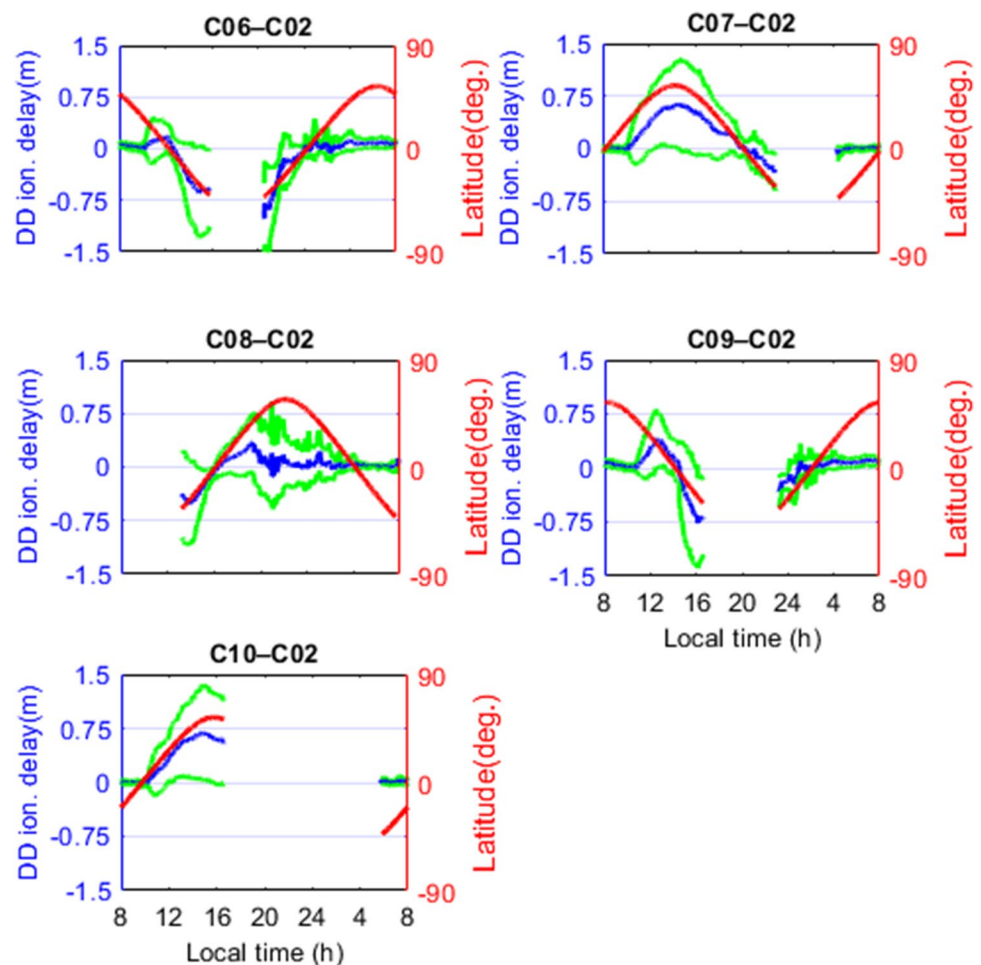 C06–C02
1.5
0.75
0
-0.75
-1.5
DD ion. delay(m)
90
0
-90
Latitude(deg.)
C07–C02
1.5
0.75
0
-0.75
-1.5
DD ion. delay(m)
90
0
-90
Latitude(deg.)
C08–C02
1.5
0.75
0
-0.75
-1.5
DD ion. delay(m)
90
0
-90
Latitude(deg.)
C09–C02
1.5
0.75
0
-0.75
-1.5
DD ion. delay(m)
90
0
-90
Latitude(deg.)
8 12 16 20 24 4 8
Local time (h)
C10–C02
1.5
0.75
0
-0.75
-1.5
DD ion. delay(m)
90
0
-90
Latitude(deg.)
8 12 16 20 24 4 8
Local time (h)